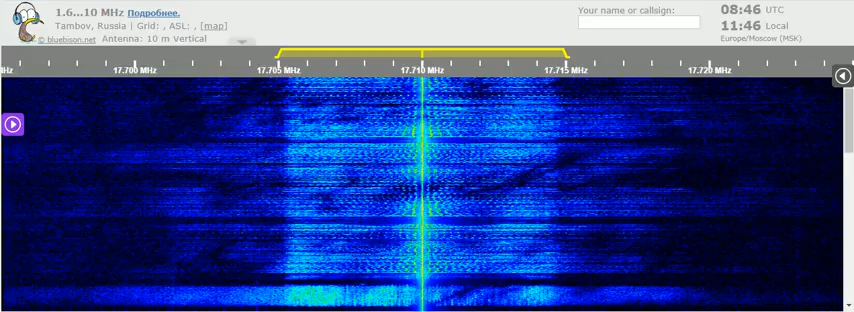 1.6...10 MHz Подробнее.
Tambov, Russia | Grid: , ASL: , [map]
© bluebison.net Antenna: 10 m Vertical
Your name or callsign:
08:46 UTC
11:46 Local
Europe/Moscow (MSK)
Hz 17.700 MHz 17.705 MHz 17.710 MHz 17.715 MHz 17.720 MHz